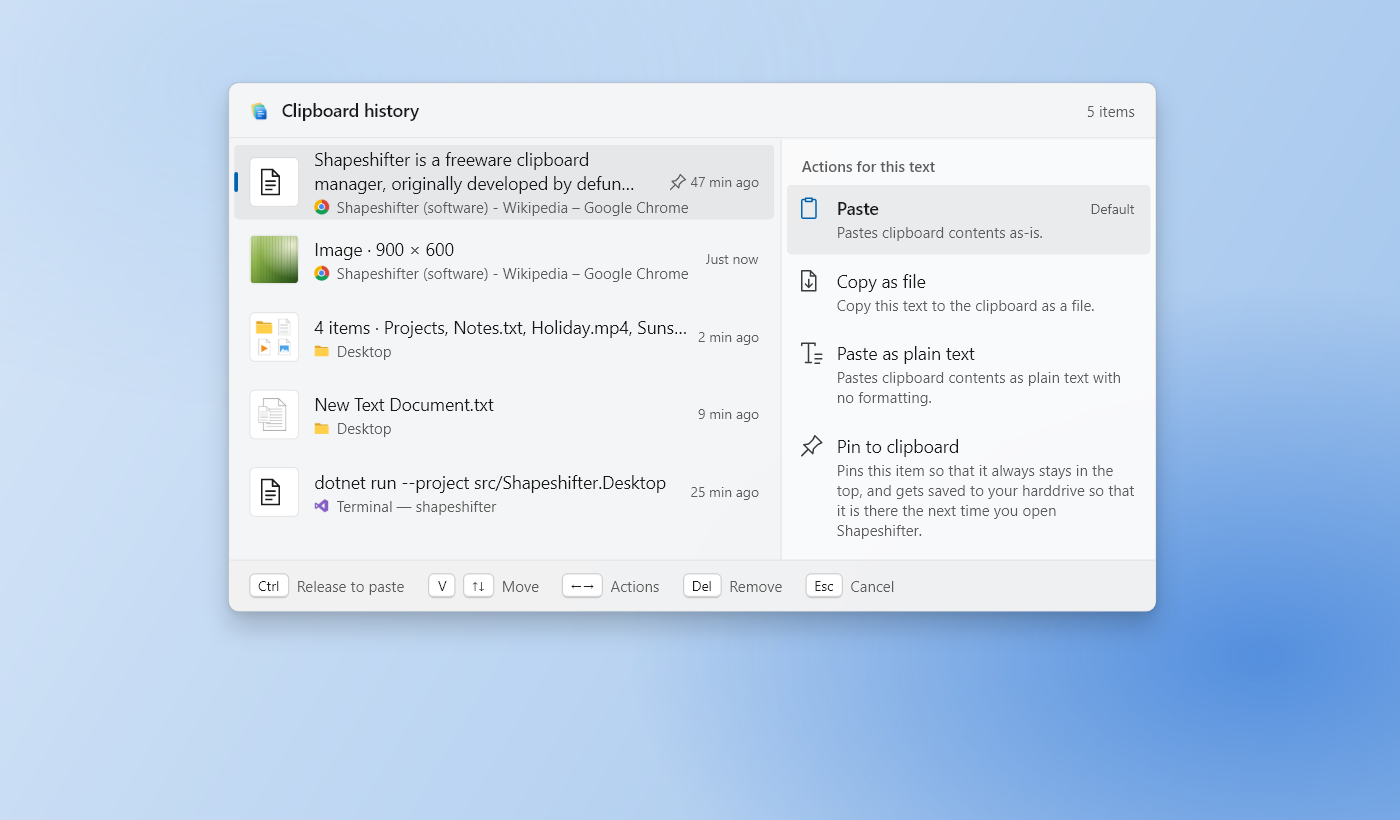 Clipboard history
5 items
Shapeshifter is a freeware clipboard
manager, originally developed by defun...
47 min ago
Shapeshifter (software) - Wikipedia – Google Chrome
Image · 900 × 600
Just now
Shapeshifter (software) - Wikipedia – Google Chrome
4 items · Projects, Notes.txt, Holiday.mp4, Suns...
2 min ago
Desktop
New Text Document.txt
9 min ago
Desktop
dotnet run --project src/Shapeshifter.Desktop
25 min ago
Terminal — shapeshifter
Actions for this text
Paste
Default
Pastes clipboard contents as-is.
Copy as file
Copy this text to the clipboard as a file.
Paste as plain text
Pastes clipboard contents as plain text with
no formatting.
Pin to clipboard
Pins this item so that it always stays in the
top, and gets saved to your harddrive so that
it is there the next time you open
Shapeshifter.
Ctrl Release to paste V ↑↓ Move ←→ Actions Del Remove Esc Cancel